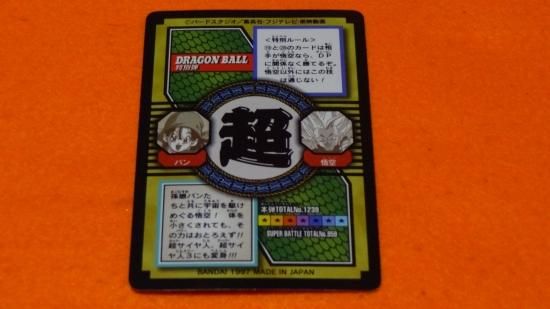 ©バードスタジオ／集英社・フジテレビ・東映動画
DRAGON BALL
特別弾
＜特別ルール＞
のカードは相
手が悟空なら、DP
に関係なく勝てるぞ。
悟空以外にはこの技
は通じない！
超
パン
悟空
孫娘パンた
ちと共に宇宙を駆け
めぐる悟空！ 体を
小さくされても、そ
の力はおとろえず!!
超サイヤ人、超サイ
ヤ人3にも変身!!!
本弾TOTALNo.1239
SUPER BATTLE TOTALNo.959
BANDAI 1997 MADE IN JAPAN